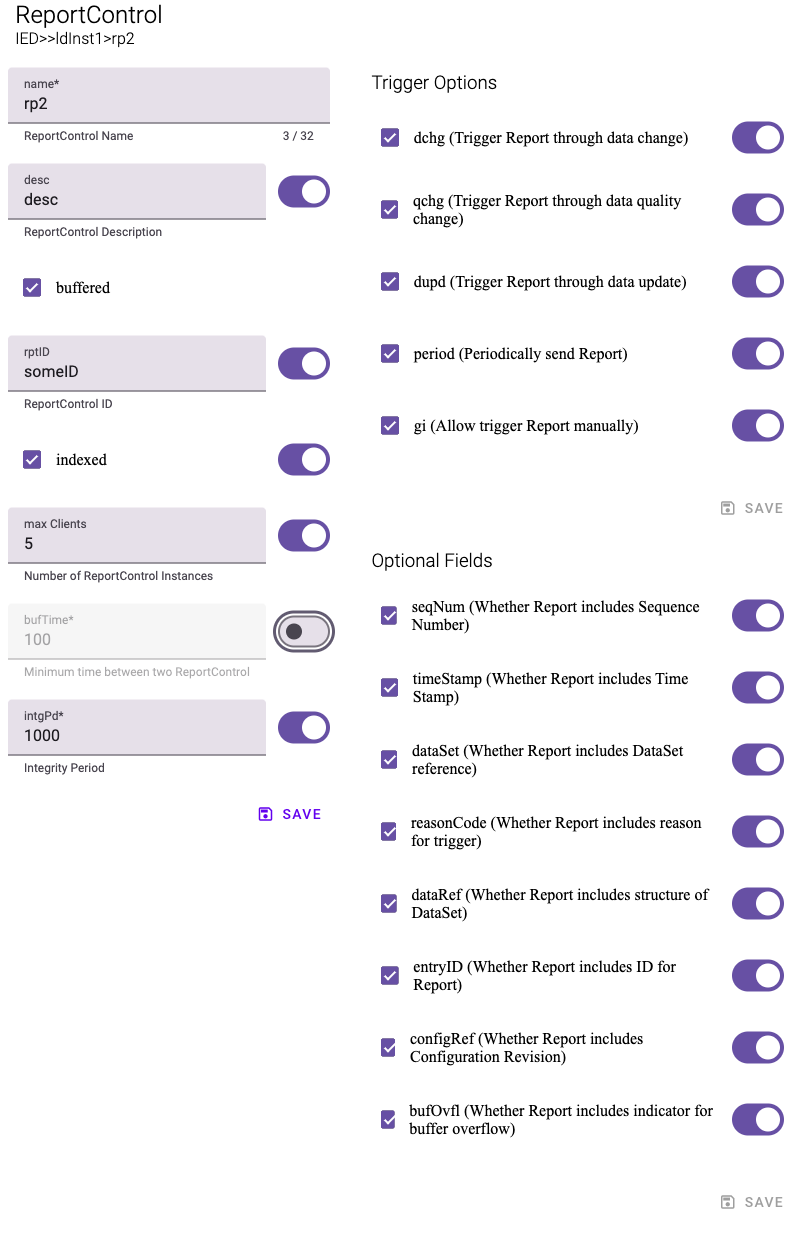 ReportControl
IED>>ldInst1>rp2
name*
rp2
ReportControl Name
3 / 32
desc
desc
ReportControl Description
buffered
rptID
someID
ReportControl ID
indexed
max Clients
5
Number of ReportControl Instances
bufTime*
100
Minimum time between two ReportControl
intgPd*
1000
Integrity Period
SAVE
Trigger Options
dchg (Trigger Report through data change)
qchg (Trigger Report through data quality
change)
dupd (Trigger Report through data update)
period (Periodically send Report)
gi (Allow trigger Report manually)
SAVE
Optional Fields
seqNum (Whether Report includes Sequence
Number)
timeStamp (Whether Report includes Time
Stamp)
dataSet (Whether Report includes DataSet
reference)
reasonCode (Whether Report includes reason
for trigger)
dataRef (Whether Report includes structure of
DataSet)
entryID (Whether Report includes ID for
Report)
configRef (Whether Report includes
Configuration Revision)
bufOvfl (Whether Report includes indicator for
buffer overflow)
SAVE